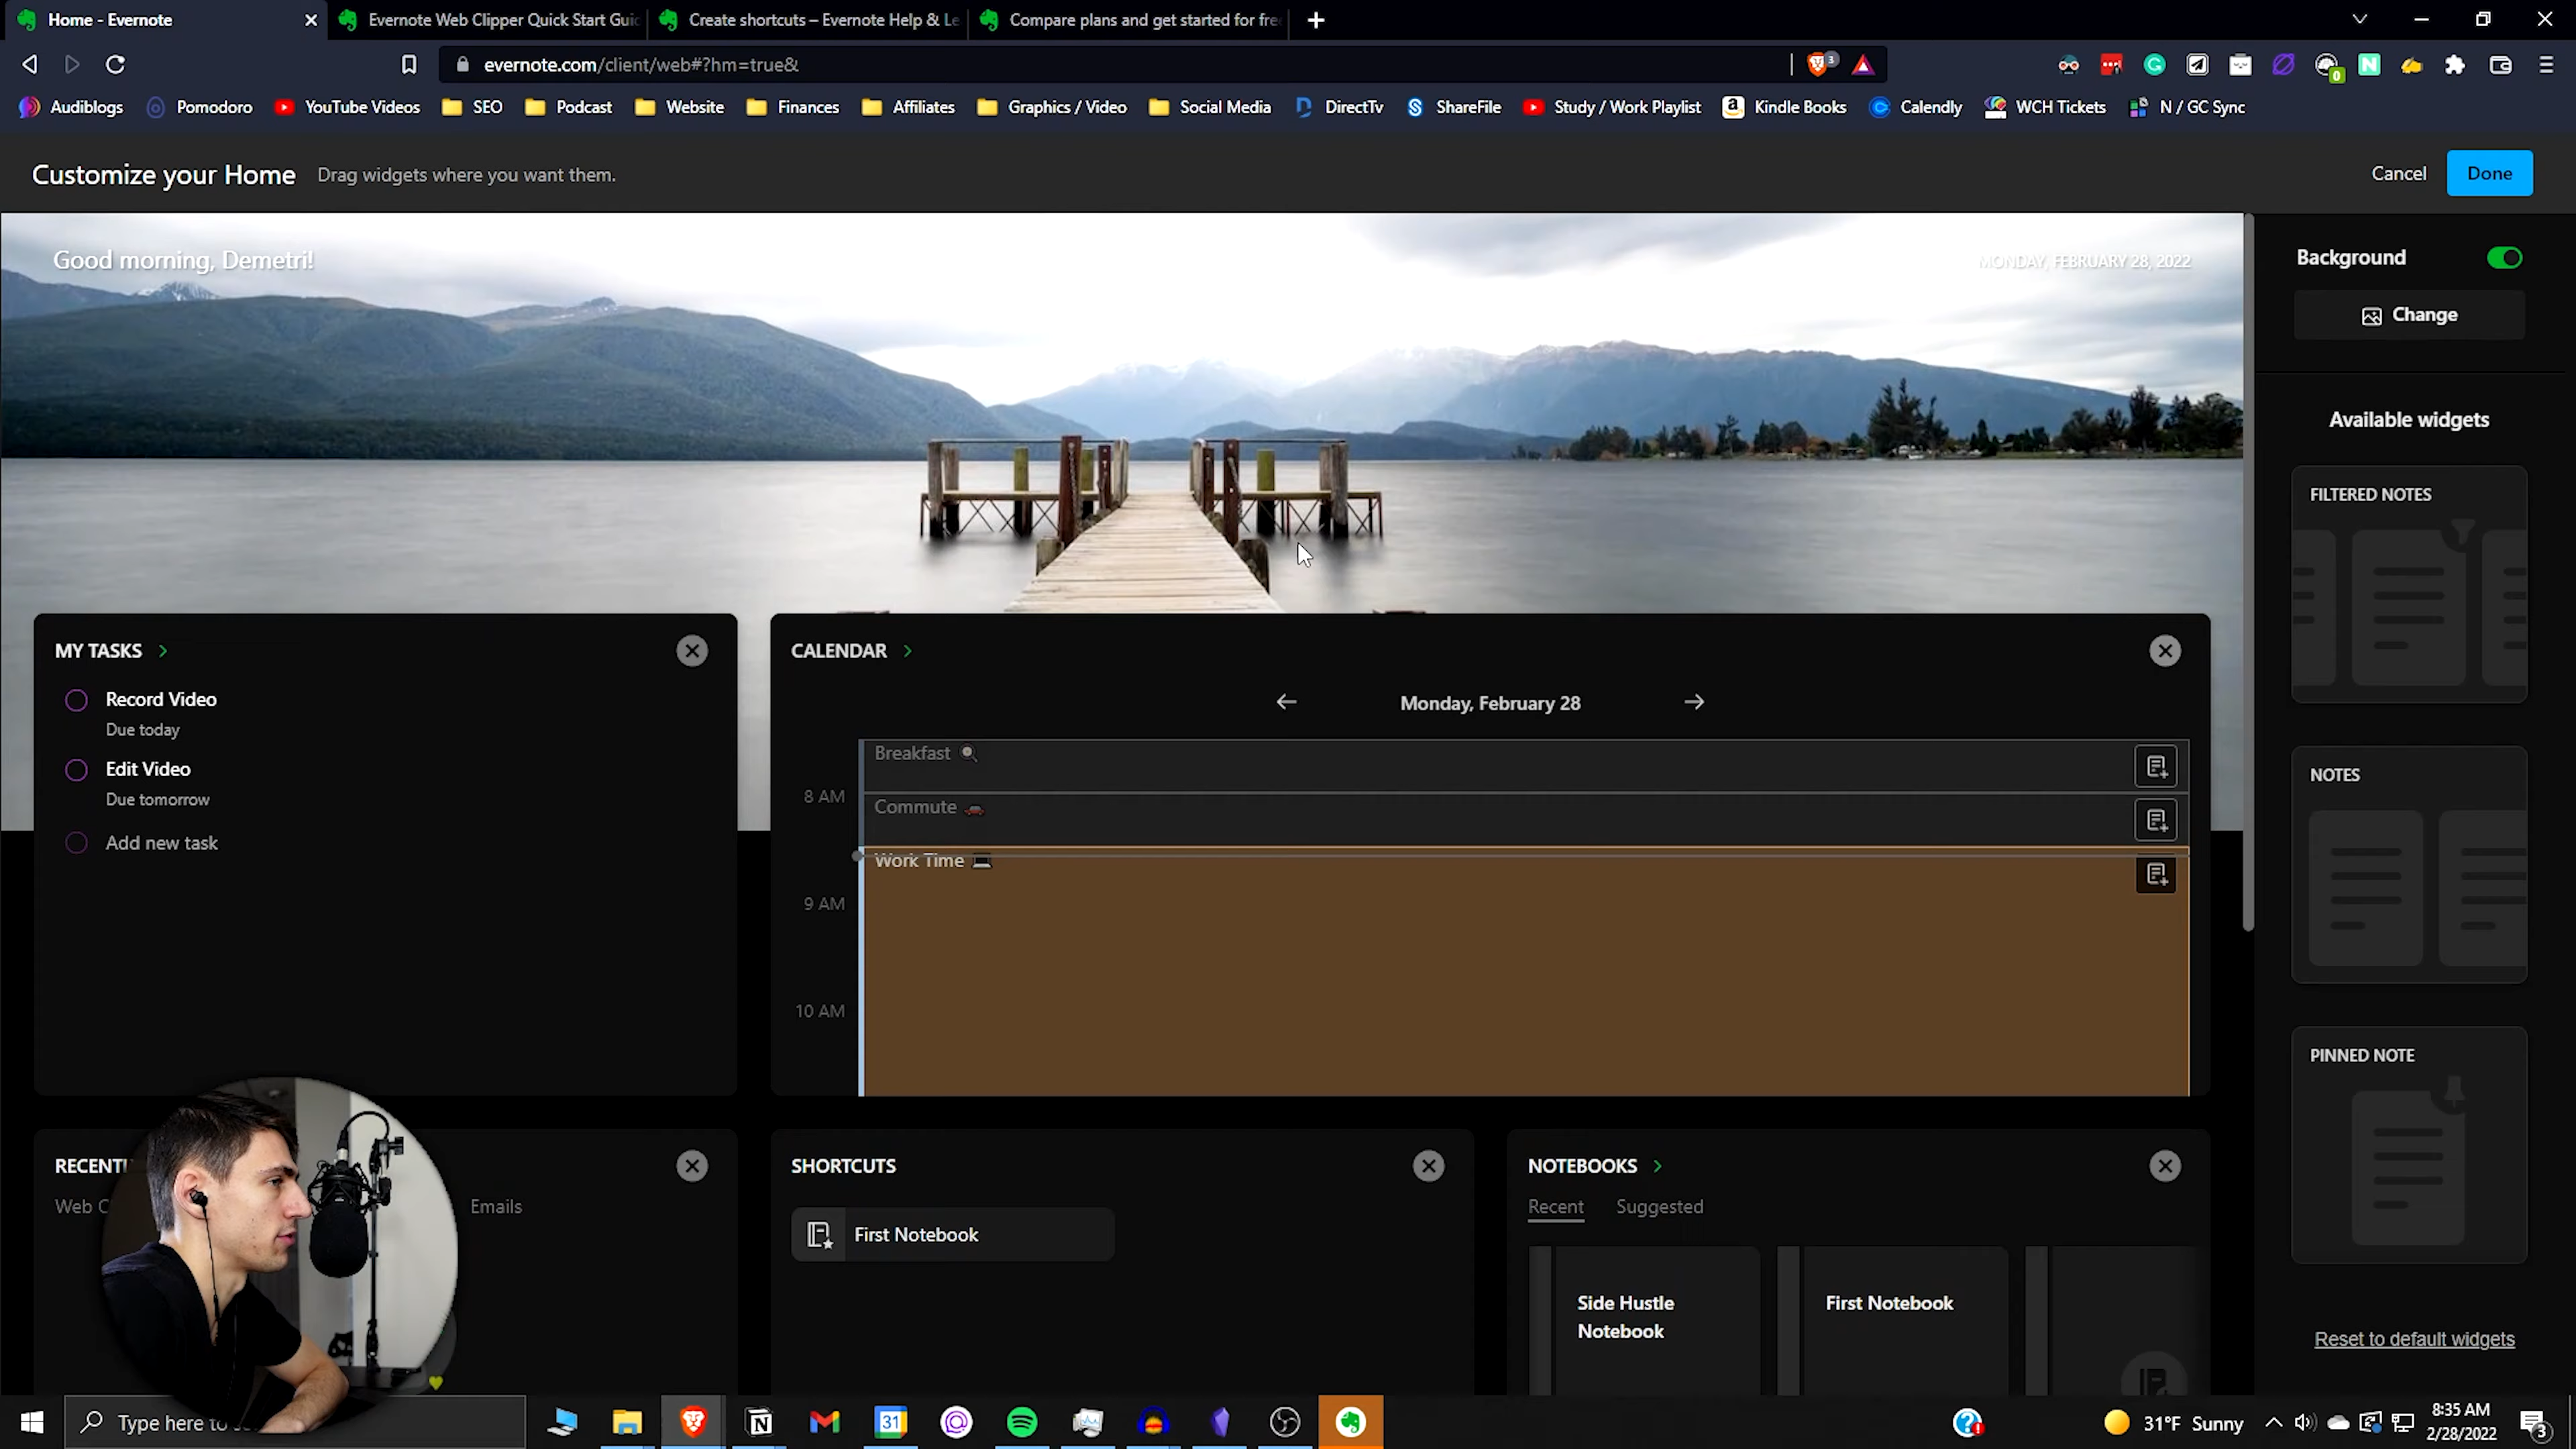 Home - Evernote
Evernote Web Clipper Quick Start Gui
Create shortcuts – Evernote Help & Le
Compare plans and get started for fre
evernote.com/client/web#?hm=true&
3
0
Audiblogs
Pomodoro
YouTube Videos
SEO
Podcast
Website
Finances
Affiliates
Graphics / Video
Social Media
DirectTv
ShareFile
Study / Work Playlist
Kindle Books
Calendly
WCH Tickets
N / GC Sync
Customize your Home
Drag widgets where you want them.
Cancel
Done
Good morning, Demetri!
MONDAY, FEBRUARY 28, 2022
Background
Change
Available widgets
FILTERED NOTES
NOTES
PINNED NOTE
Reset to default widgets
MY TASKS
Record Video
Due today
Edit Video
Due tomorrow
Add new task
CALENDAR
Monday, February 28
Breakfast
8 AM
Commute
Work Time
9 AM
10 AM
RECENTL
Web C
Emails
SHORTCUTS
First Notebook
NOTEBOOKS
Recent
Suggested
Side Hustle
Notebook
First Notebook
Type here to s
31
31°F Sunny
8:35 AM
2/28/2022
3